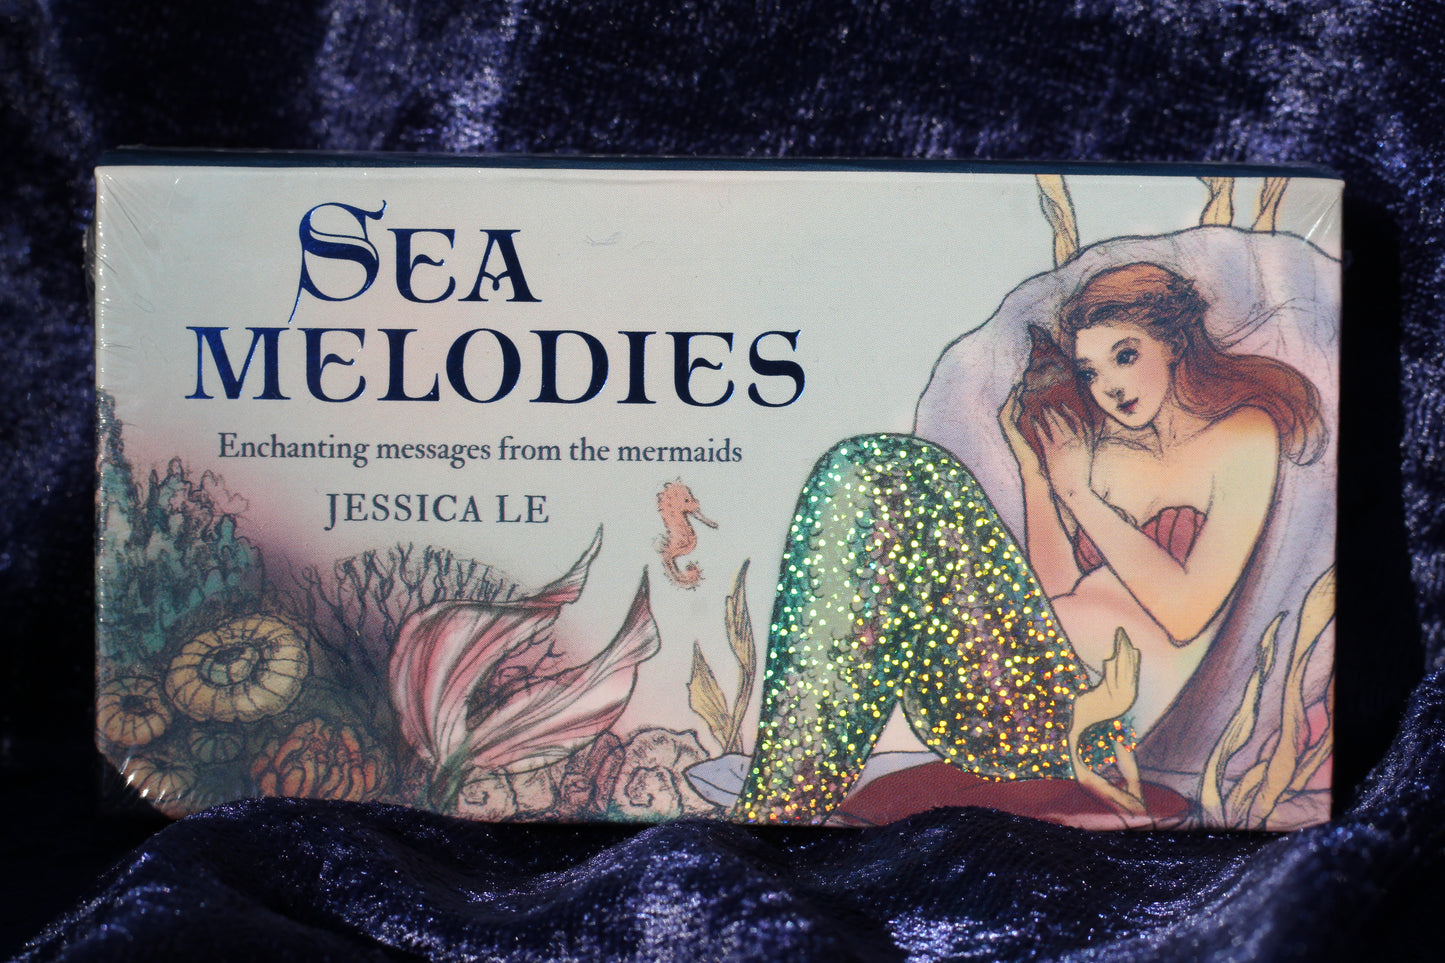 SEA
MELODIES
Enchanting messages from the mermaids
JESSICA LE